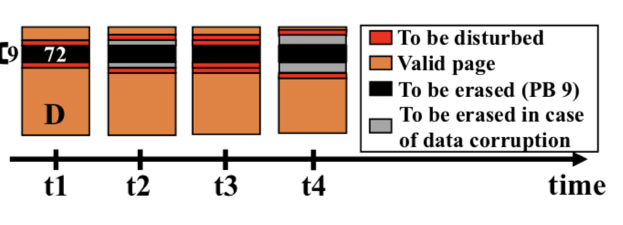 9
72
D
To be disturbed
Valid page
To be erased (PB 9)
To be erased in case
of data corruption
t1 t2 t3 t4 time